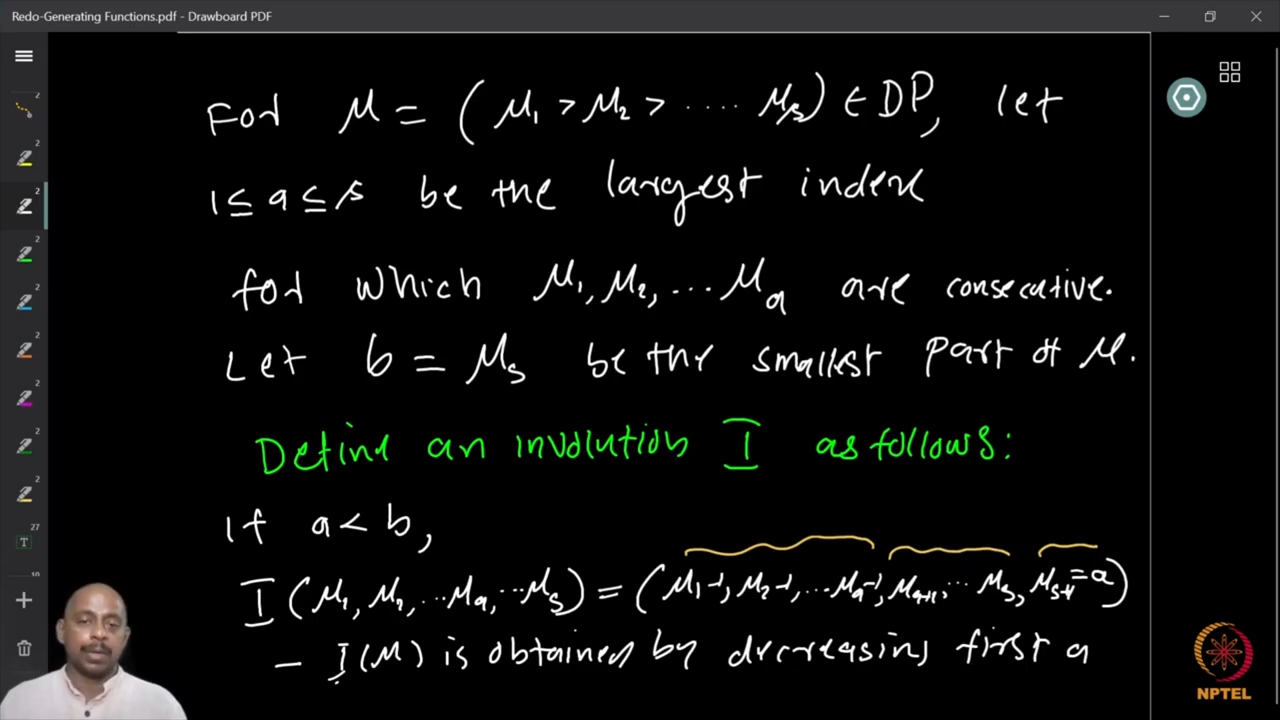 Redo-Generating Functions.pdf - Drawboard PDF
For μ = (μ₁ > μ₂ > .... μₛ) ∈ DP, let
1 ≤ a ≤ s be the largest index
for which μ₁, μ₂, ... μₐ are consecutive.
Let b = μₛ be the smallest part of μ.
Define an involution I as follows:
If a < b,
I (μ₁, μ₂, ...μₐ, ...μₛ) = (μ₁-1, μ₂-1, ...μₐ-1, μₐ₊₁, ... μₛ, μₛ₊₁ = a)
- I(μ) is obtained by decreasing first a
NPTEL